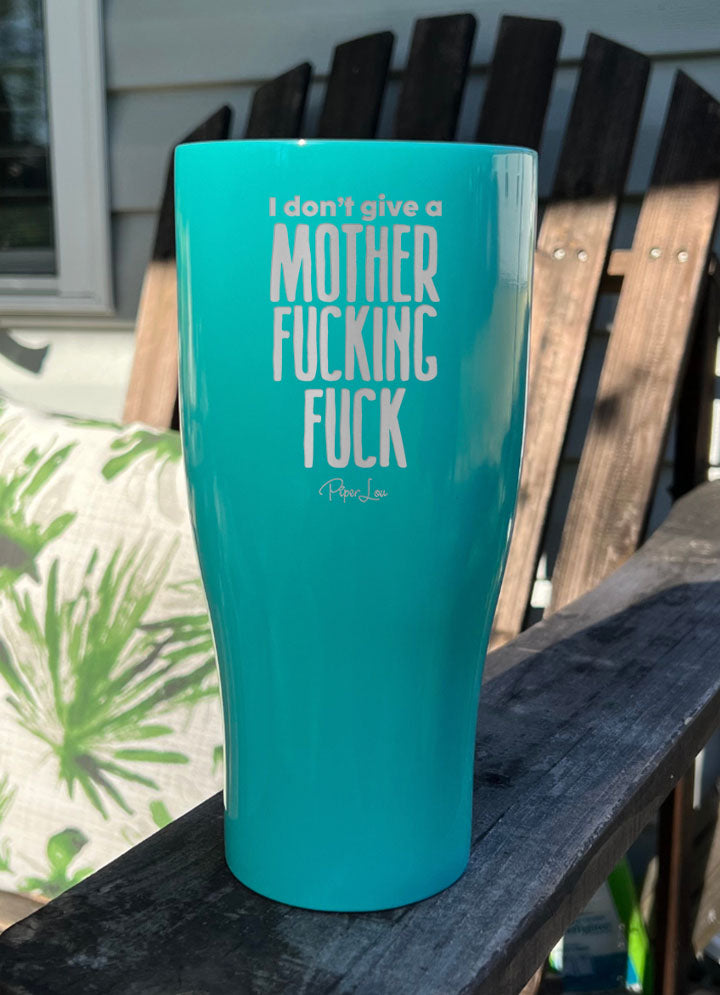 I don't give a
MOTHER
FUCKING
FUCK
Piper Lou